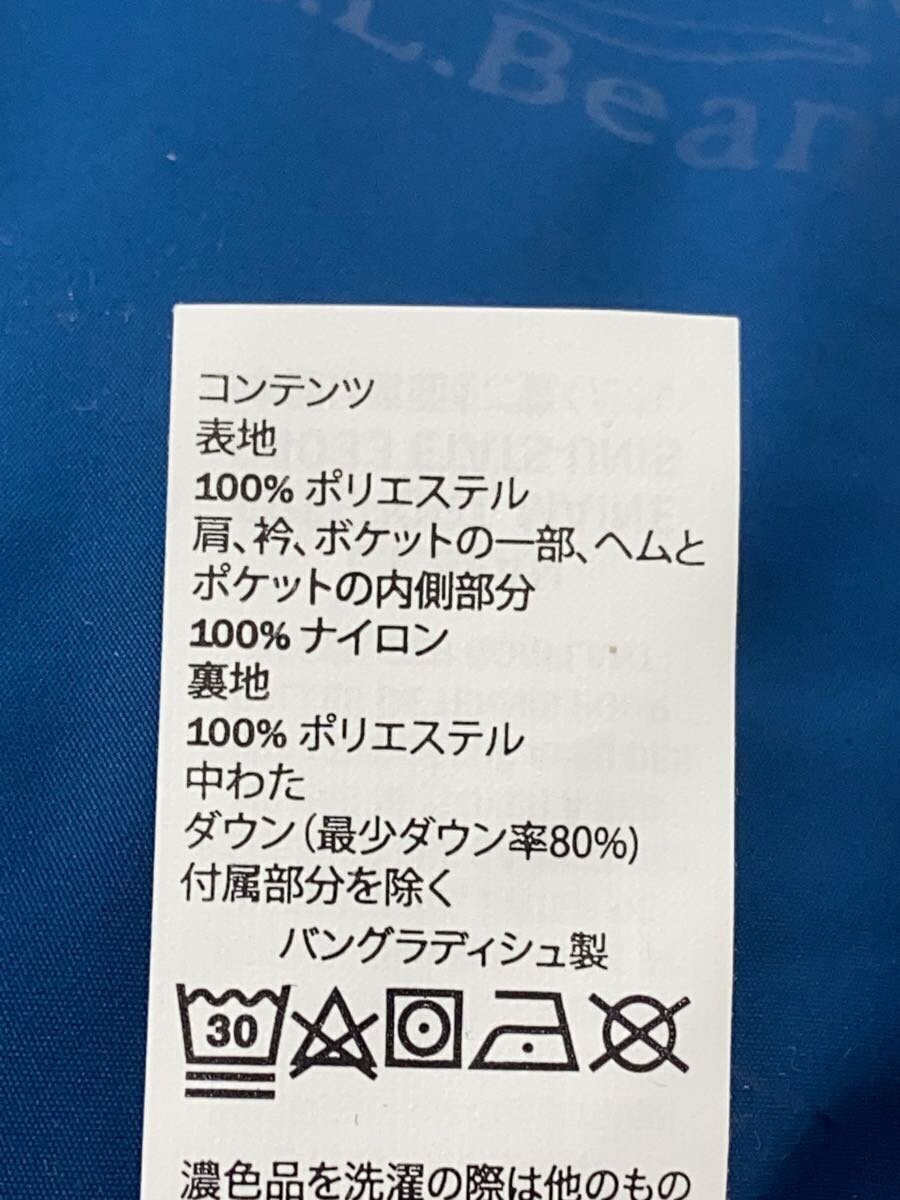 L.Bean
コンテンツ
表地
100% ポリエステル
肩、衿、ポケットの一部、ヘムと
ポケットの内側部分
100% ナイロン
裏地
100% ポリエステル
中わた
ダウン(最少ダウン率80%)
付属部分を除く
バングラディシュ製
30
濃色品を洗濯の際は他のもの